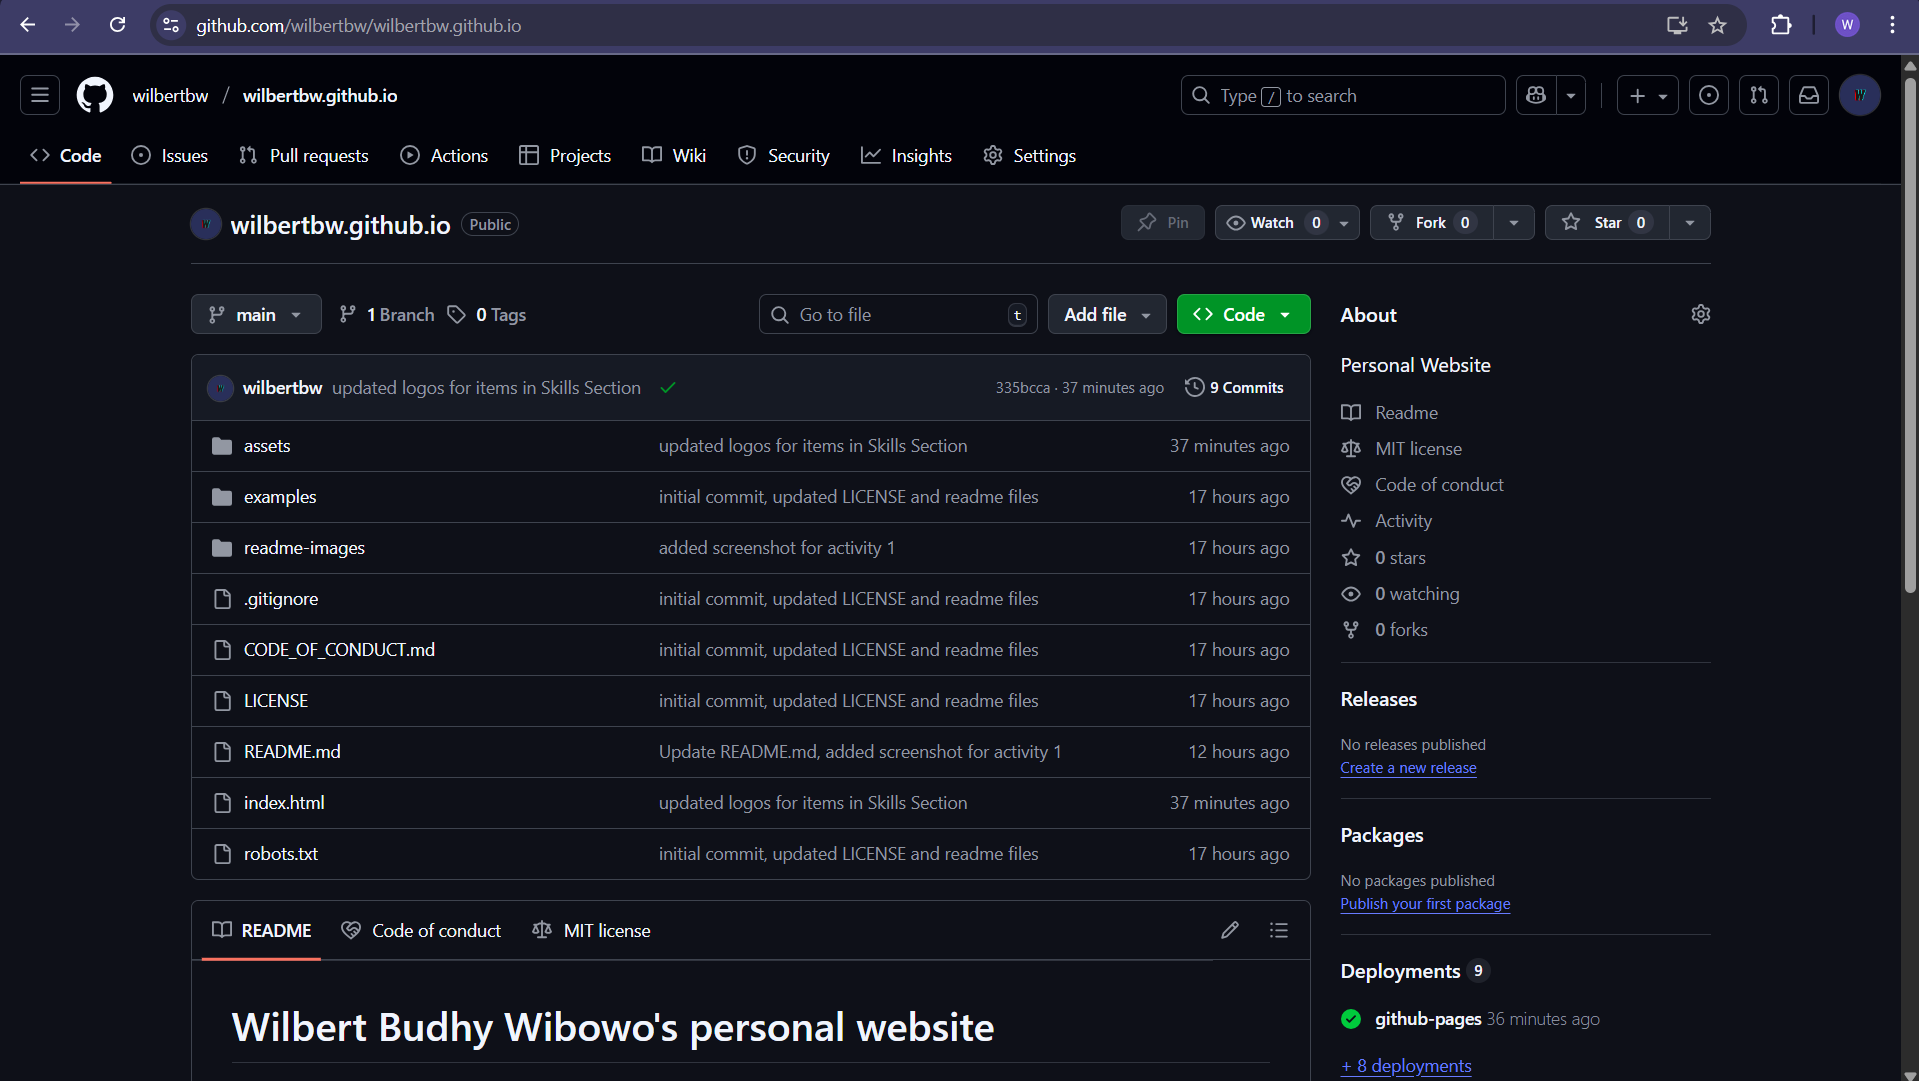 github.com/wilbertbw/wilbertbw.github.io
W
wilbertbw / wilbertbw.github.io
Type / to search
Code Issues Pull requests Actions Projects Wiki Security Insights Settings
wilbertbw.github.io Public
Pin Watch 0 Fork 0 Star 0
main 1 Branch 0 Tags Go to file t Add file Code
wilbertbw updated logos for items in Skills Section 335bcca · 37 minutes ago 9 Commits
assets updated logos for items in Skills Section 37 minutes ago
examples initial commit, updated LICENSE and readme files 17 hours ago
readme-images added screenshot for activity 1 17 hours ago
.gitignore initial commit, updated LICENSE and readme files 17 hours ago
CODE_OF_CONDUCT.md initial commit, updated LICENSE and readme files 17 hours ago
LICENSE initial commit, updated LICENSE and readme files 17 hours ago
README.md Update README.md, added screenshot for activity 1 12 hours ago
index.html updated logos for items in Skills Section 37 minutes ago
robots.txt initial commit, updated LICENSE and readme files 17 hours ago
README Code of conduct MIT license
Wilbert Budhy Wibowo's personal website
About
Personal Website
Readme
MIT license
Code of conduct
Activity
0 stars
0 watching
0 forks
Releases
No releases published
Create a new release
Packages
No packages published
Publish your first package
Deployments 9
github-pages 36 minutes ago
+ 8 deployments